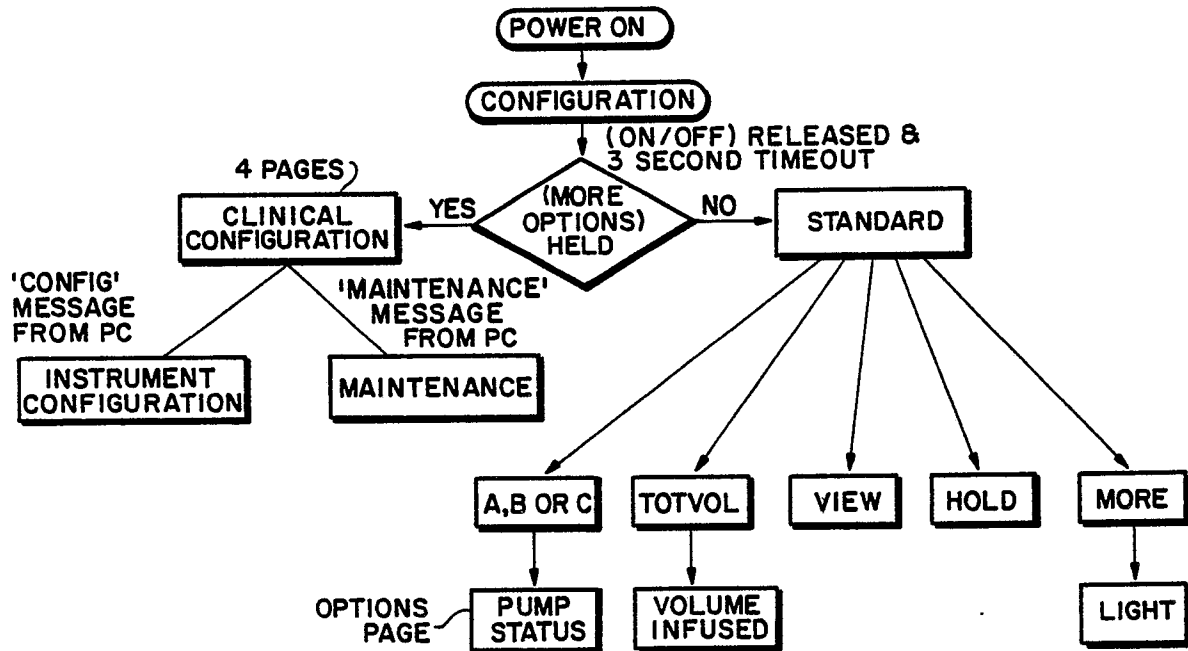 POWER ON
CONFIGURATION
(ON/OFF) RELEASED &
3 SECOND TIMEOUT
4 PAGES
CLINICAL
CONFIGURATION
YES
(MORE
OPTIONS)
HELD
NO
STANDARD
'CONFIG'
MESSAGE
FROM PC
'MAINTENANCE'
MESSAGE
FROM PC
INSTRUMENT
CONFIGURATION
MAINTENANCE
A,B OR C
TOTVOL
VIEW
HOLD
MORE
OPTIONS
PAGE
PUMP
STATUS
VOLUME
INFUSED
LIGHT